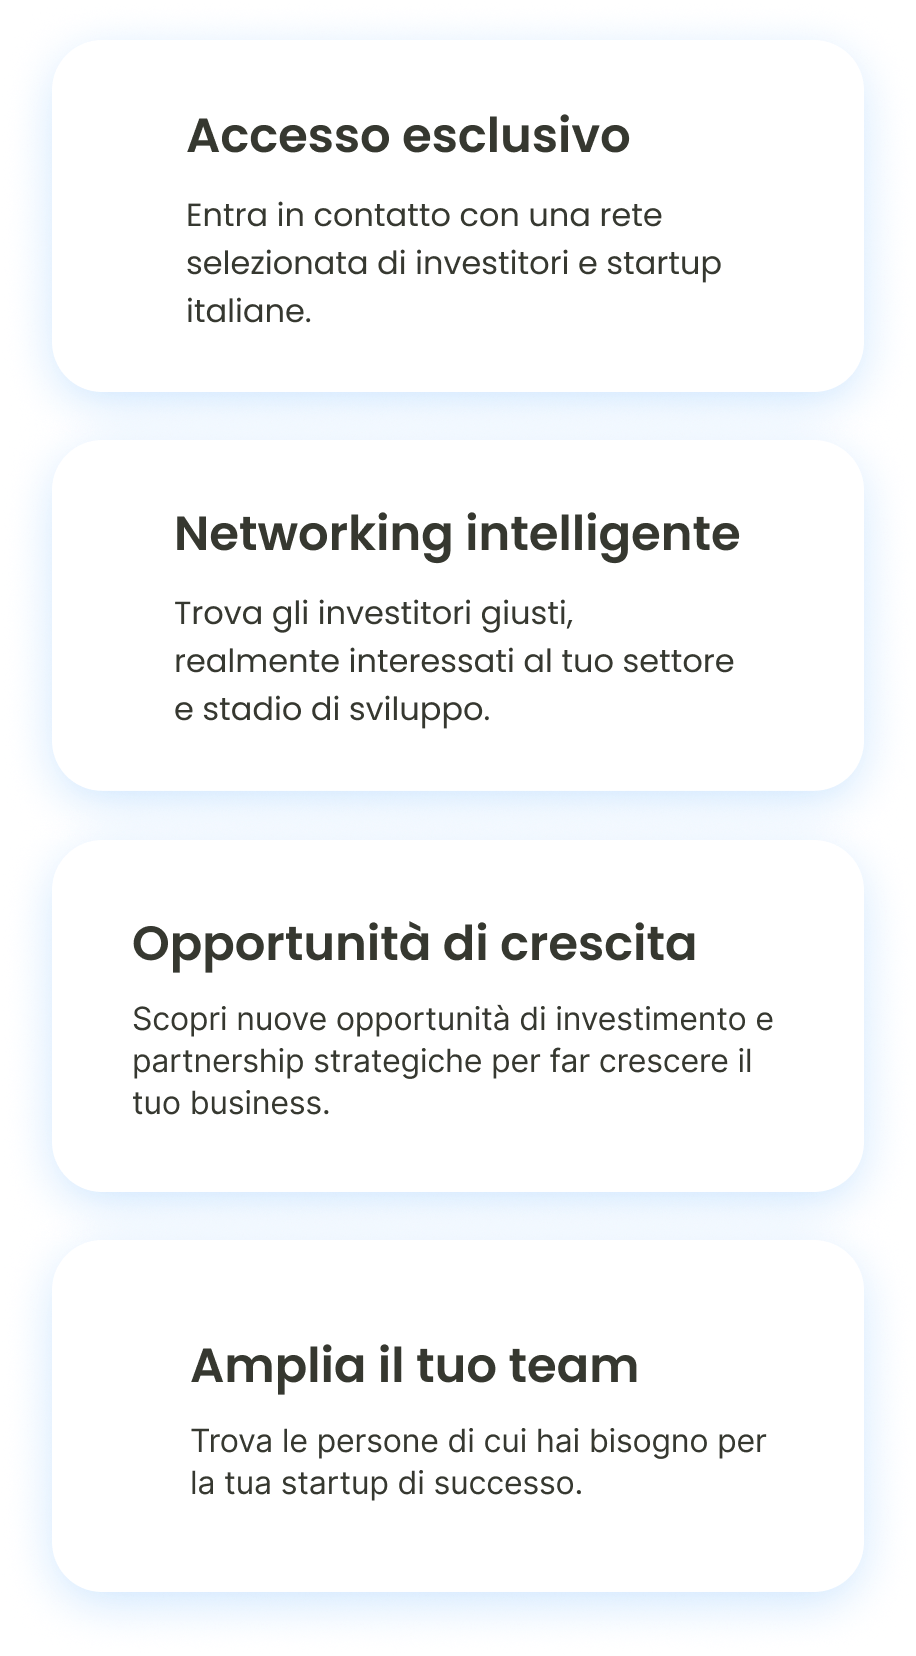 Accesso esclusivo
Entra in contatto con una rete
selezionata di investitori e startup
italiane.
Networking intelligente
Trova gli investitori giusti,
realmente interessati al tuo settore
e stadio di sviluppo.
Opportunità di crescita
Scopri nuove opportunità di investimento e
partnership strategiche per far crescere il
tuo business.
Amplia il tuo team
Trova le persone di cui hai bisogno per
la tua startup di successo.